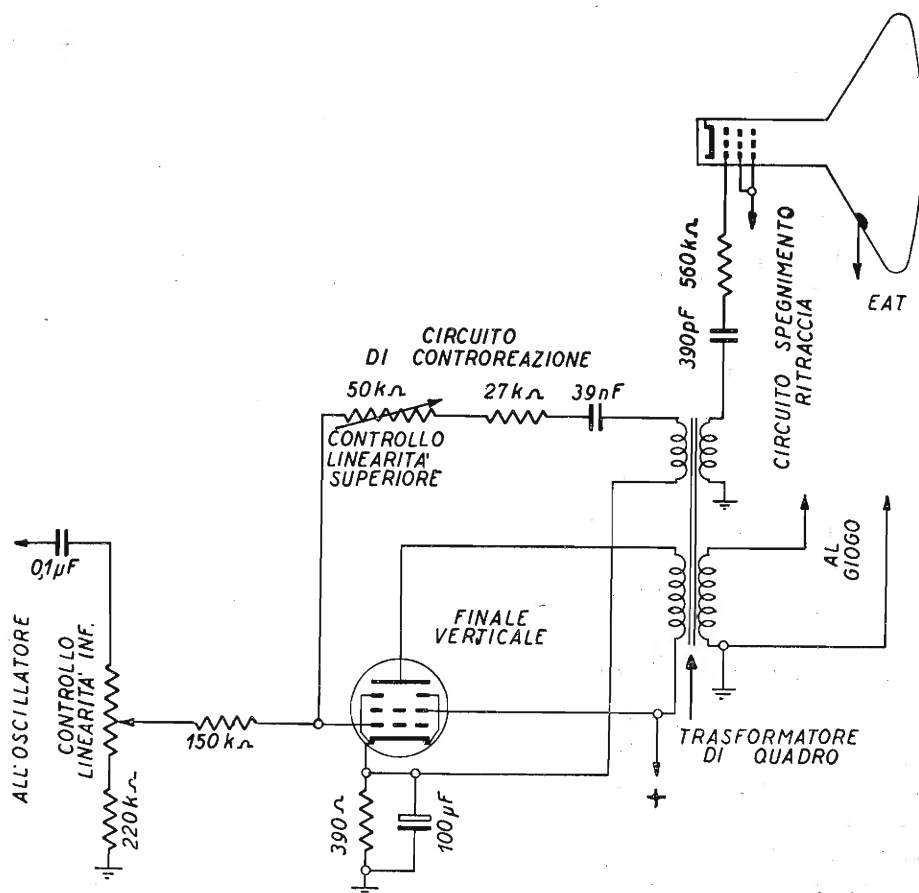 560kΩ
390pF
CIRCUITO SPEGNIMENTO
RITRACCIA
EAT
CIRCUITO
DI CONTROREAZIONE
50kΩ
27kΩ
39nF
CONTROLLO
LINEARITA'
SUPERIORE
0,1µF
ALL'OSCILLATORE
CONTROLLO
LINEARITA' INF.
220kΩ
150kΩ
FINALE
VERTICALE
AL
GIOGO
390Ω
100µF
+
TRASFORMATORE
DI QUADRO